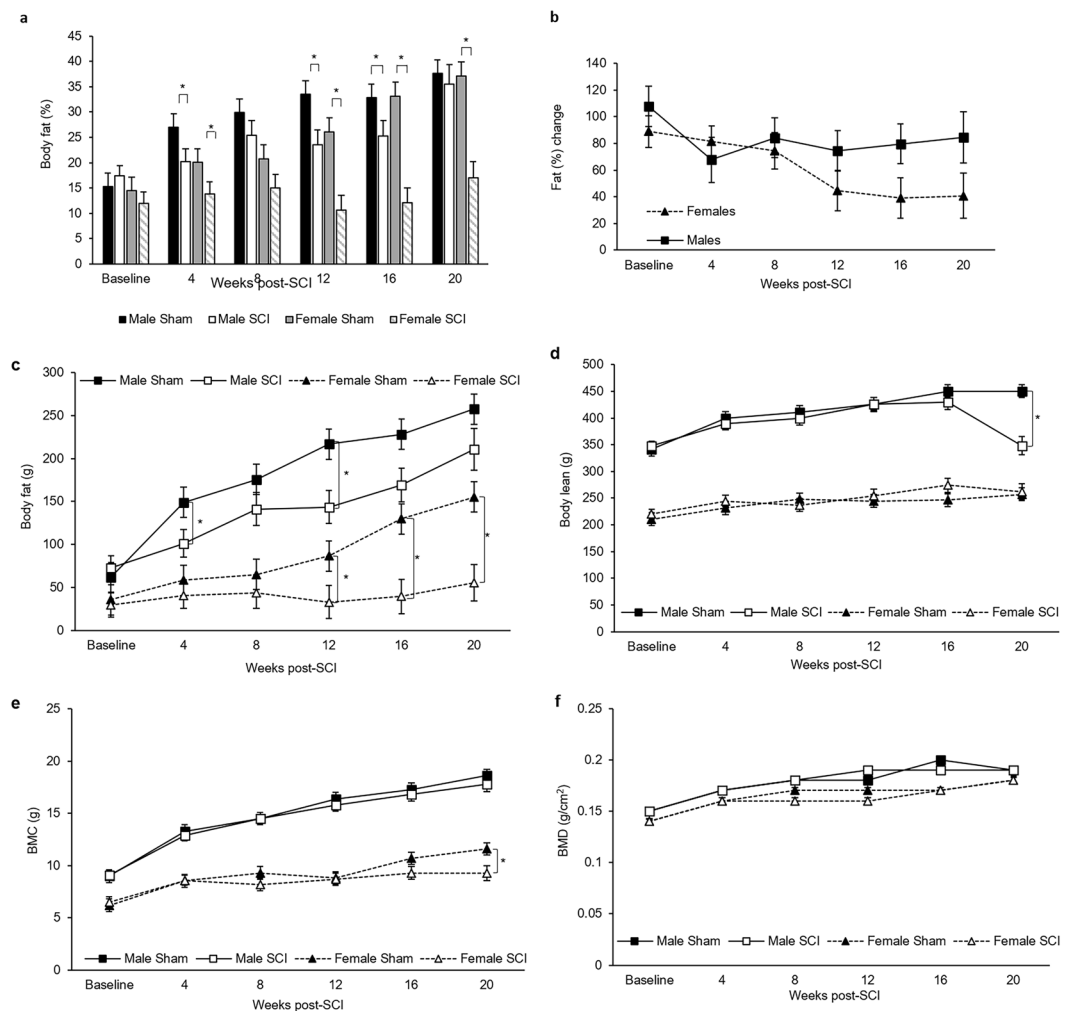 a
45
40
35
30
25
20
15
10
5
0
Body fat (%)
* * * * * * *
Baseline 4 8 12 16 20
Weeks post-SCI
Male Sham Male SCI Female Sham Female SCI
b
140
120
100
80
60
40
20
0
Fat (%) change
Females
Males
Baseline 4 8 12 16 20
Weeks post-SCI
c
300
250
200
150
100
50
0
Body fat (g)
Male Sham Male SCI Female Sham Female SCI
* * * * *
Baseline 4 8 12 16 20
Weeks post-SCI
d
500
450
400
350
300
250
200
150
100
50
0
Body lean (g)
*
Male Sham Male SCI Female Sham Female SCI
Baseline 4 8 12 16 20
Weeks post-SCI
e
25
20
15
10
5
0
BMC (g)
*
Male Sham Male SCI Female Sham Female SCI
Baseline 4 8 12 16 20
Weeks post-SCI
f
0.25
0.2
0.15
0.1
0.05
0
BMD (g/cm²)
Male Sham Male SCI Female Sham Female SCI
Baseline 4 8 12 16 20
Weeks post-SCI